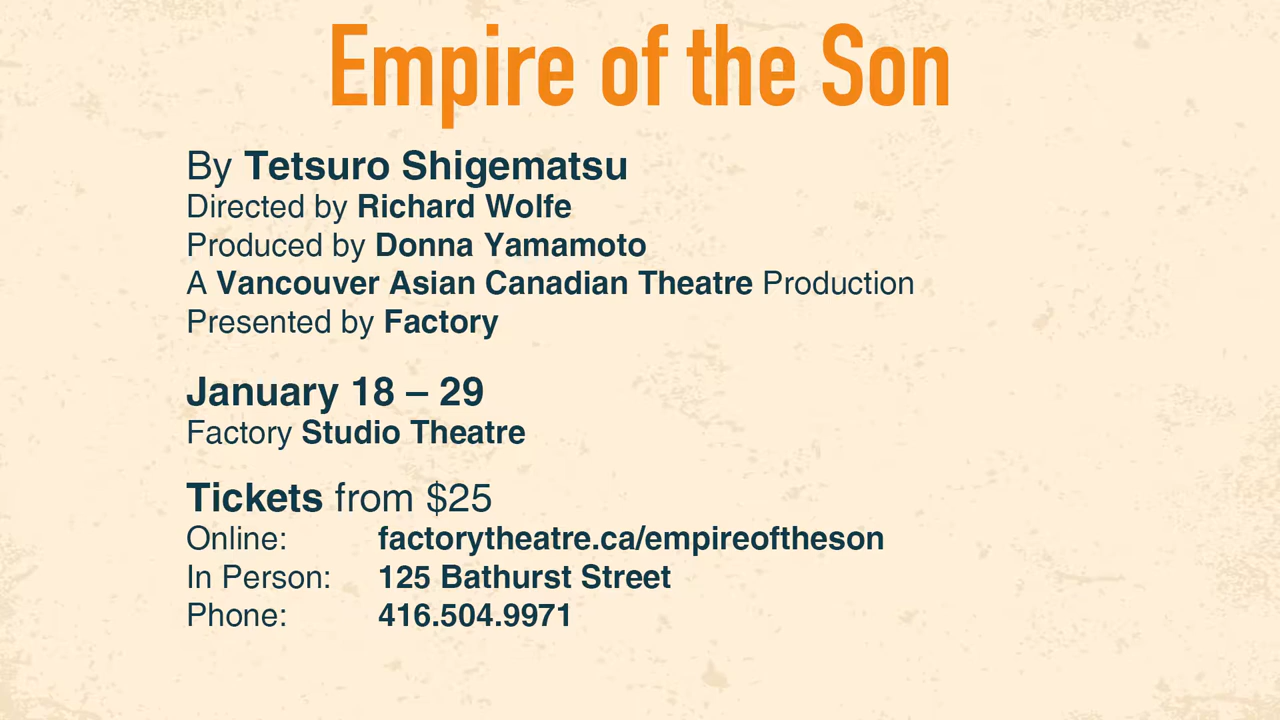 Empire of the Son
By Tetsuro Shigematsu
Directed by Richard Wolfe
Produced by Donna Yamamoto
A Vancouver Asian Canadian Theatre Production
Presented by Factory
January 18 – 29
Factory Studio Theatre
Tickets from $25
Online: factorytheatre.ca/empireoftheson
In Person: 125 Bathurst Street
Phone: 416.504.9971